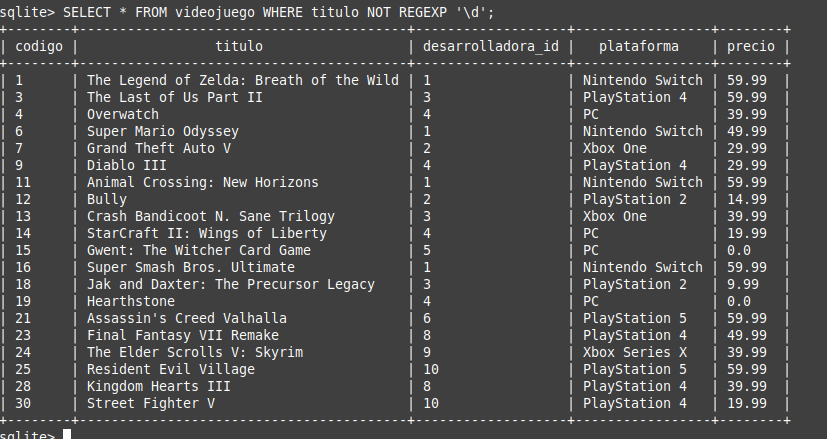 sqlite> SELECT * FROM videojuego WHERE titulo NOT REGEXP '\d';
+--------+-----------------------------------------+-------------------+-----------------+--------+
| codigo |                 titulo                  | desarrolladora_id |   plataforma    | precio |
+--------+-----------------------------------------+-------------------+-----------------+--------+
| 1      | The Legend of Zelda: Breath of the Wild | 1                 | Nintendo Switch | 59.99  |
| 3      | The Last of Us Part II                  | 3                 | PlayStation 4   | 59.99  |
| 4      | Overwatch                               | 4                 | PC              | 39.99  |
| 6      | Super Mario Odyssey                     | 1                 | Nintendo Switch | 49.99  |
| 7      | Grand Theft Auto V                      | 2                 | Xbox One        | 29.99  |
| 9      | Diablo III                              | 4                 | PlayStation 4   | 29.99  |
| 11     | Animal Crossing: New Horizons           | 1                 | Nintendo Switch | 59.99  |
| 12     | Bully                                   | 2                 | PlayStation 2   | 14.99  |
| 13     | Crash Bandicoot N. Sane Trilogy         | 3                 | Xbox One        | 39.99  |
| 14     | StarCraft II: Wings of Liberty          | 4                 | PC              | 19.99  |
| 15     | Gwent: The Witcher Card Game            | 5                 | PC              | 0.0    |
| 16     | Super Smash Bros. Ultimate              | 1                 | Nintendo Switch | 59.99  |
| 18     | Jak and Daxter: The Precursor Legacy    | 3                 | PlayStation 2   | 9.99   |
| 19     | Hearthstone                             | 4                 | PC              | 0.0    |
| 21     | Assassin's Creed Valhalla               | 6                 | PlayStation 5   | 59.99  |
| 23     | Final Fantasy VII Remake                | 8                 | PlayStation 4   | 49.99  |
| 24     | The Elder Scrolls V: Skyrim             | 9                 | Xbox Series X   | 39.99  |
| 25     | Resident Evil Village                   | 10                | PlayStation 5   | 59.99  |
| 28     | Kingdom Hearts III                      | 8                 | PlayStation 4   | 39.99  |
| 30     | Street Fighter V                        | 10                | PlayStation 4   | 19.99  |
+--------+-----------------------------------------+-------------------+-----------------+--------+
sqlite>